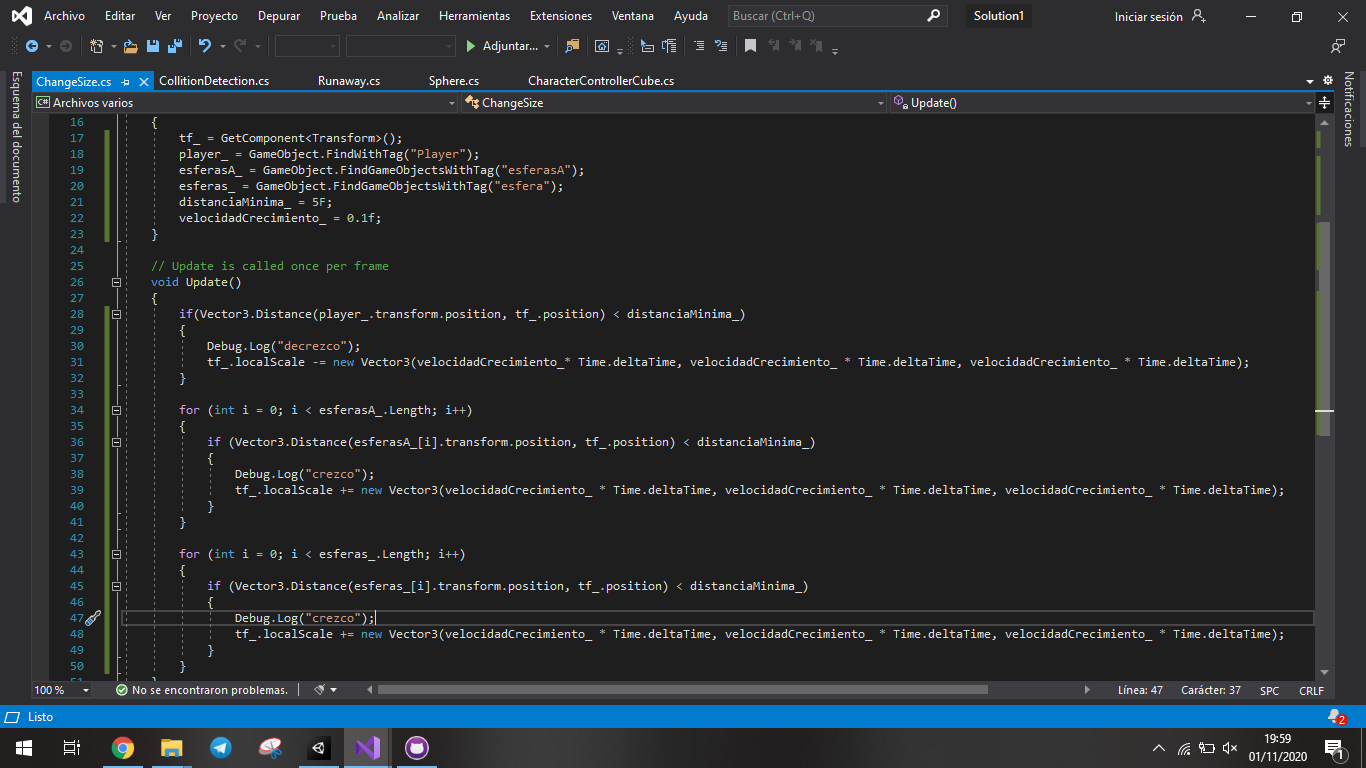 Archivo Editar Ver Proyecto Depurar Prueba Analizar Herramientas Extensiones Ventana Ayuda Buscar (Ctrl+Q) Solution1 Iniciar sesión
Adjuntar...
Esquema del documento
ChangeSize.cs CollitionDetection.cs Runaway.cs Sphere.cs CharacterControllerCube.cs
Notificaciones
C# Archivos varios ChangeSize Update()
16 {
17 tf_ = GetComponent<Transform>();
18 player_ = GameObject.FindWithTag("Player");
19 esferasA_ = GameObject.FindGameObjectsWithTag("esferasA");
20 esferas_ = GameObject.FindGameObjectsWithTag("esfera");
21 distanciaMinima_ = 5F;
22 velocidadCrecimiento_ = 0.1f;
23 }
24
25 // Update is called once per frame
26 void Update()
27 {
28 if(Vector3.Distance(player_.transform.position, tf_.position) < distanciaMinima_)
29 {
30 Debug.Log("decrezco");
31 tf_.localScale -= new Vector3(velocidadCrecimiento_* Time.deltaTime, velocidadCrecimiento_ * Time.deltaTime, velocidadCrecimiento_ * Time.deltaTime);
32 }
33
34 for (int i = 0; i < esferasA_.Length; i++)
35 {
36 if (Vector3.Distance(esferasA_[i].transform.position, tf_.position) < distanciaMinima_)
37 {
38 Debug.Log("crezco");
39 tf_.localScale += new Vector3(velocidadCrecimiento_ * Time.deltaTime, velocidadCrecimiento_ * Time.deltaTime, velocidadCrecimiento_ * Time.deltaTime);
40 }
41 }
42
43 for (int i = 0; i < esferas_.Length; i++)
44 {
45 if (Vector3.Distance(esferas_[i].transform.position, tf_.position) < distanciaMinima_)
46 {
47 Debug.Log("crezco");
48 tf_.localScale += new Vector3(velocidadCrecimiento_ * Time.deltaTime, velocidadCrecimiento_ * Time.deltaTime, velocidadCrecimiento_ * Time.deltaTime);
49 }
50 }
51 }
100 % No se encontraron problemas. Línea: 47 Carácter: 37 SPC CRLF
Listo 2
19:59
01/11/2020 1